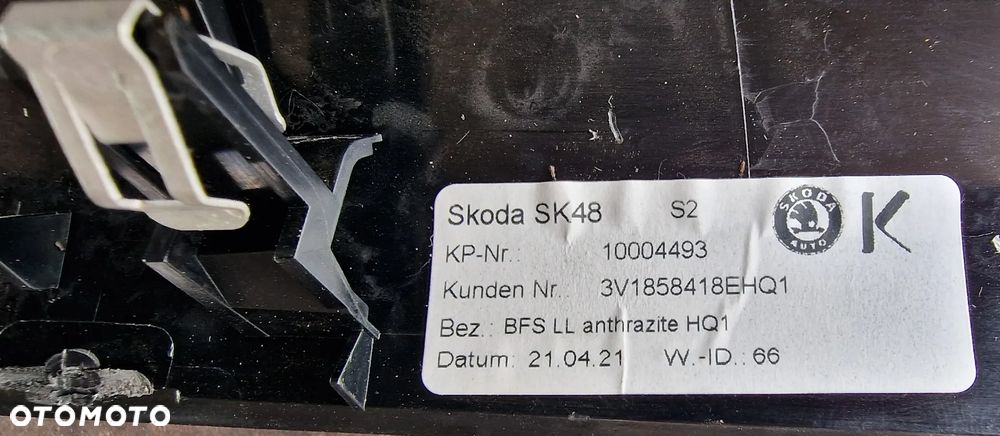 Skoda SK48 S2
SKODA
AUTO
K
KP-Nr.: 10004493
Kunden Nr.: 3V1858418EHQ1
Bez.: BFS LL anthrazite HQ1
Datum: 21.04.21 W.-ID.: 66
OTOMOTO